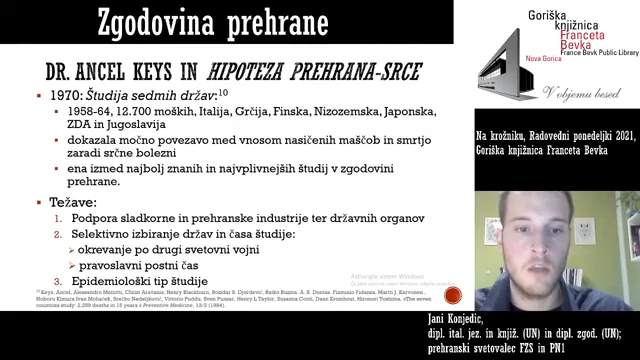 Zgodovina prehrane
DR. ANCEL KEYS IN HIPOTEZA PREHRANA-SRCE
1970: Študija sedmih držav:10
1958-64, 12.700 moških, Italija, Grčija, Finska, Nizozemska, Japonska,
ZDA in Jugoslavija
dokazala močno povezavo med vnosom nasičenih maščob in smrtjo
zaradi srčne bolezni
ena izmed najbolj znanih in najvplivnejših študij v zgodovini
prehrane.
Težave:
1. Podpora sladkorne in prehranske industrije ter državnih organov
2. Selektivno izbiranje držav in časa študije:
okrevanje po drugi svetovni vojni
pravoslavni postni čas
3. Epidemiološki tip študije
Goriška
knjižnica
Franceta
Bevka
France Bevk Public Library
Nova Gorica
V objemu besed
Na krožniku, Radovedni ponedeljki 2021,
Goriška knjižnica Franceta Bevka
Jani Konjedic,
dipl. ital. jez. in knjiž. (UN) in dipl. zgod. (UN);
prehranski svetovalec FZS in PN1